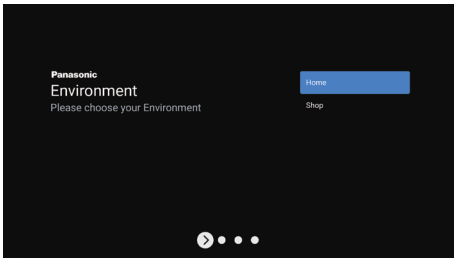 Panasonic
Environment
Please choose your Environment
Home
Shop